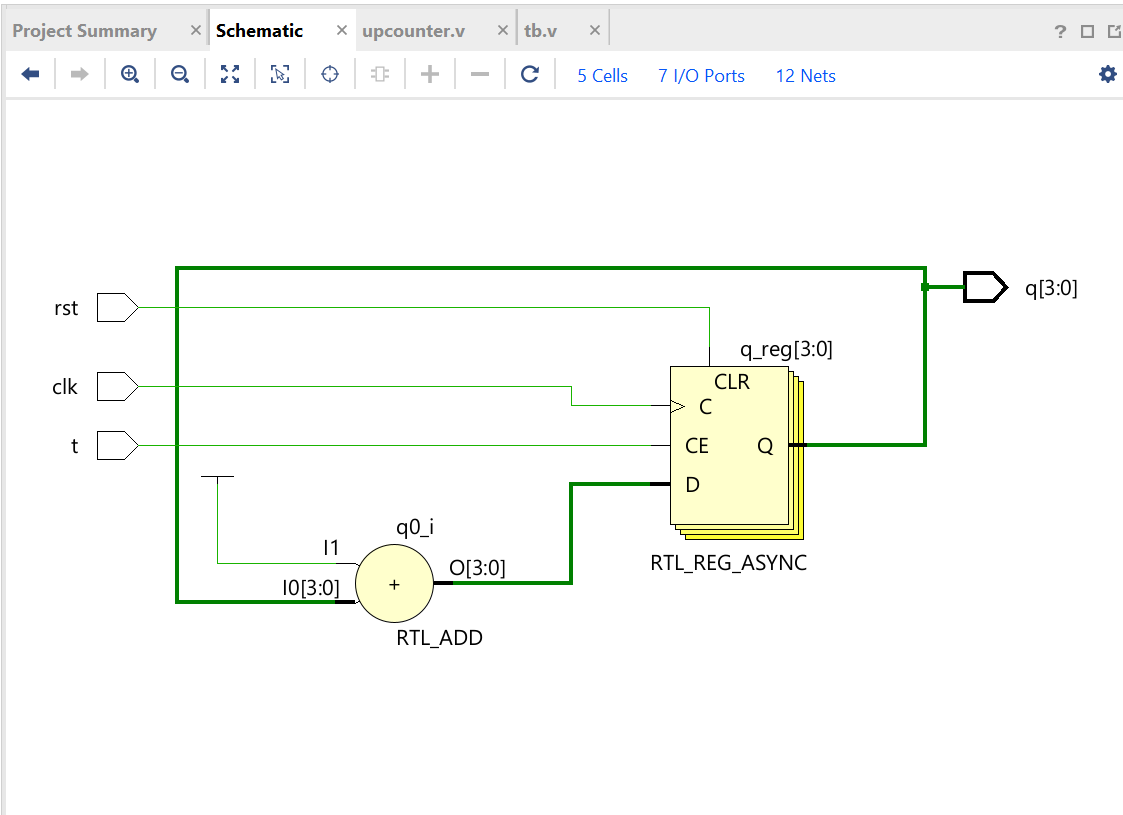 Project Summary × Schematic × upcounter.v × tb.v ×
?
5 Cells 7 I/O Ports 12 Nets
q[3:0]
rst
q_reg[3:0]
CLR
clk
C
t
CE Q
D
q0_i
I1
O[3:0]
RTL_REG_ASYNC
I0[3:0]
+
RTL_ADD